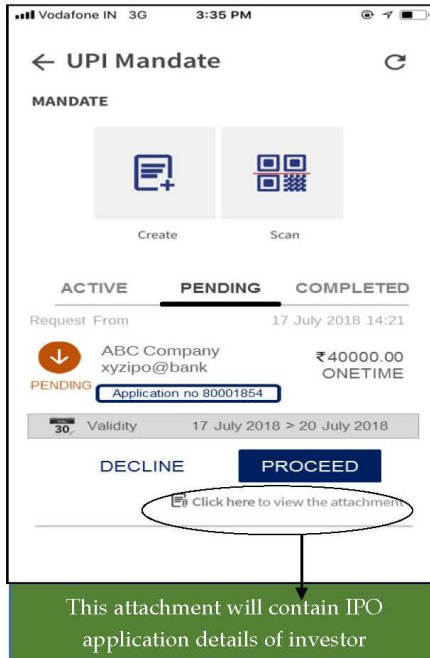 Vodafone IN 3G 3:35 PM
← UPI Mandate
MANDATE
Create Scan
ACTIVE PENDING COMPLETED
Request From 17 July 2018 14:21
ABC Company ₹40000.00
xyzipo@bank ONETIME
PENDING
Application no 80001854
30 Validity 17 July 2018 > 20 July 2018
DECLINE PROCEED
Click here to view the attachment
This attachment will contain IPO
application details of investor